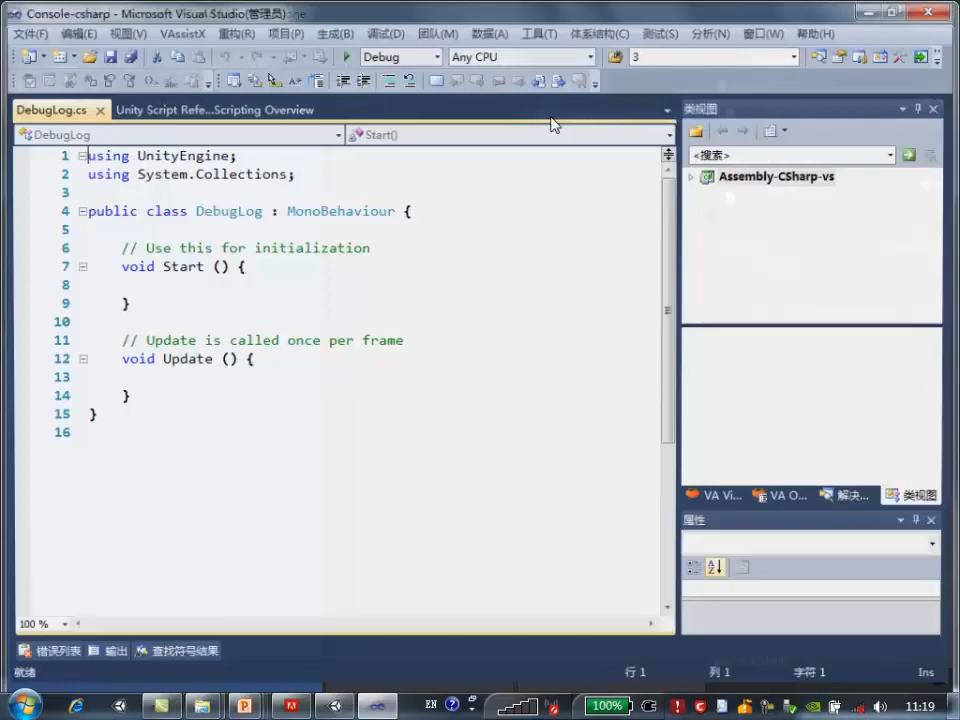 Console-csharp - Microsoft Visual Studio(管理员)
文件(F) 编辑(E) 视图(V) VAssistX 重构(R) 项目(P) 生成(B) 调试(D) 团队(M) 数据(A) 工具(T) 体系结构(C) 测试(S) 分析(N) 窗口(W) 帮助(H)
Debug Any CPU 3
DebugLog.cs Unity Script Refe...Scripting Overview
DebugLog Start()
1 using UnityEngine;
2 using System.Collections;
3
4 public class DebugLog : MonoBehaviour {
5
6 // Use this for initialization
7 void Start () {
8
9 }
10
11 // Update is called once per frame
12 void Update () {
13
14 }
15 }
16
100 %
类视图
<搜索>
Assembly-CSharp-vs
VA Vi... VA O... 解决... 类视图
属性
错误列表 输出 查找符号结果
就绪 行 1 列 1 字符 1 Ins
EN 100% 11:19